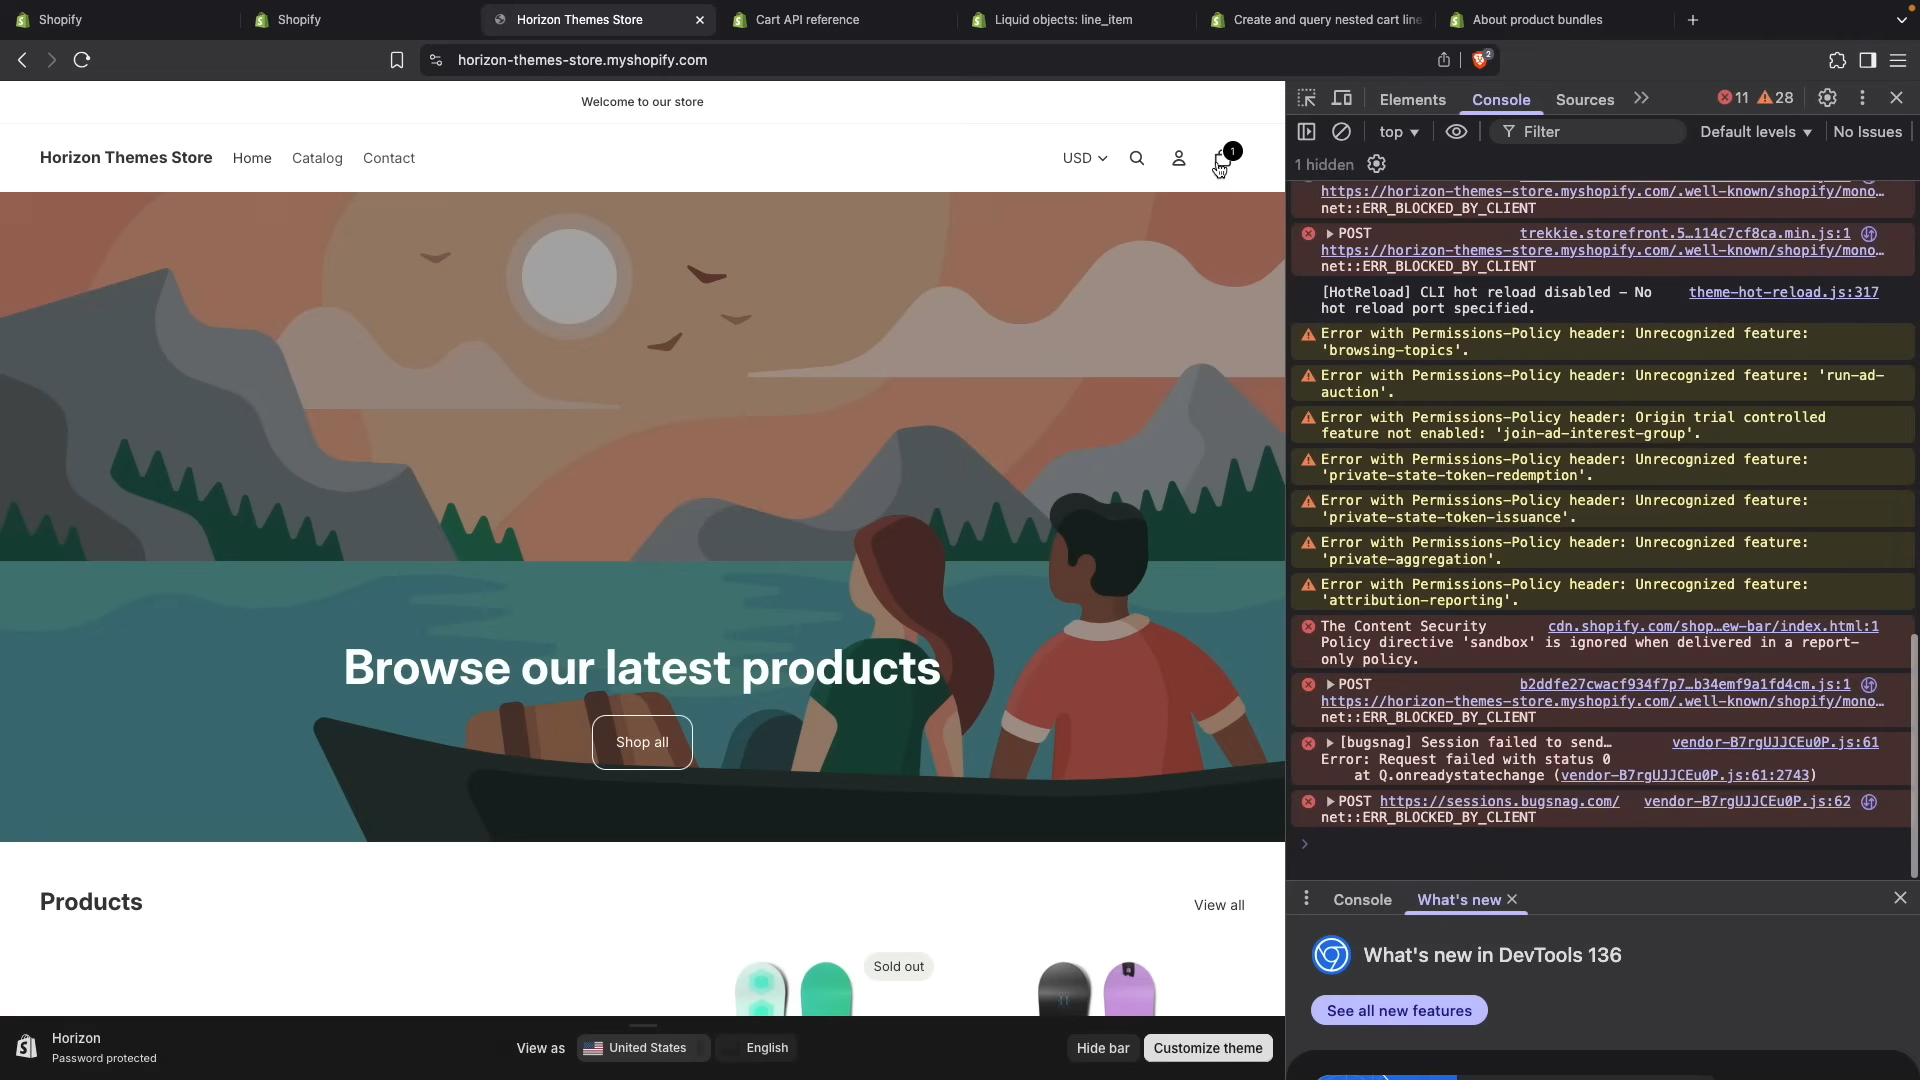 Shopify
Shopify
Horizon Themes Store
Cart API reference
Liquid objects: line_item
Create and query nested cart line
About product bundles
horizon-themes-store.myshopify.com
2
Welcome to our store
Horizon Themes Store
Home
Catalog
Contact
USD
1
Browse our latest products
Shop all
Products
View all
Sold out
Horizon
Password protected
View as
United States
English
Hide bar
Customize theme
Elements
Console
Sources
11
28
top
Filter
Default levels
No Issues
1 hidden
https://horizon-themes-store.myshopify.com/.well-known/shopify/mono…
net::ERR_BLOCKED_BY_CLIENT
POST trekkie.storefront.5…114c7cf8ca.min.js:1
https://horizon-themes-store.myshopify.com/.well-known/shopify/mono…
net::ERR_BLOCKED_BY_CLIENT
[HotReload] CLI hot reload disabled – No theme-hot-reload.js:317
hot reload port specified.
Error with Permissions-Policy header: Unrecognized feature:
'browsing-topics'.
Error with Permissions-Policy header: Unrecognized feature: 'run-ad-
auction'.
Error with Permissions-Policy header: Origin trial controlled
feature not enabled: 'join-ad-interest-group'.
Error with Permissions-Policy header: Unrecognized feature:
'private-state-token-redemption'.
Error with Permissions-Policy header: Unrecognized feature:
'private-state-token-issuance'.
Error with Permissions-Policy header: Unrecognized feature:
'private-aggregation'.
Error with Permissions-Policy header: Unrecognized feature:
'attribution-reporting'.
The Content Security cdn.shopify.com/shop…ew-bar/index.html:1
Policy directive 'sandbox' is ignored when delivered in a report-
only policy.
POST b2ddfe27cwacf934f7p7…b34emf9a1fd4cm.js:1
https://horizon-themes-store.myshopify.com/.well-known/shopify/mono…
net::ERR_BLOCKED_BY_CLIENT
[bugsnag] Session failed to send… vendor-B7rgUJJCEu0P.js:61
Error: Request failed with status 0
at Q.onreadystatechange (vendor-B7rgUJJCEu0P.js:61:2743)
POST https://sessions.bugsnag.com/ vendor-B7rgUJJCEu0P.js:62
net::ERR_BLOCKED_BY_CLIENT
Console
What's new
What's new in DevTools 136
See all new features